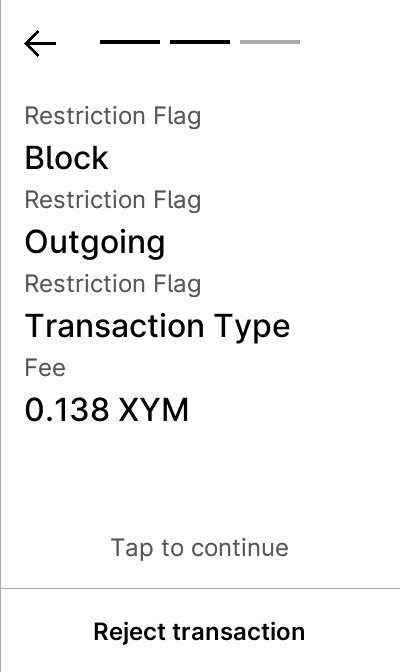 Restriction Flag
Block
Restriction Flag
Outgoing
Restriction Flag
Transaction Type
Fee
0.138 XYM
Tap to continue
Reject transaction